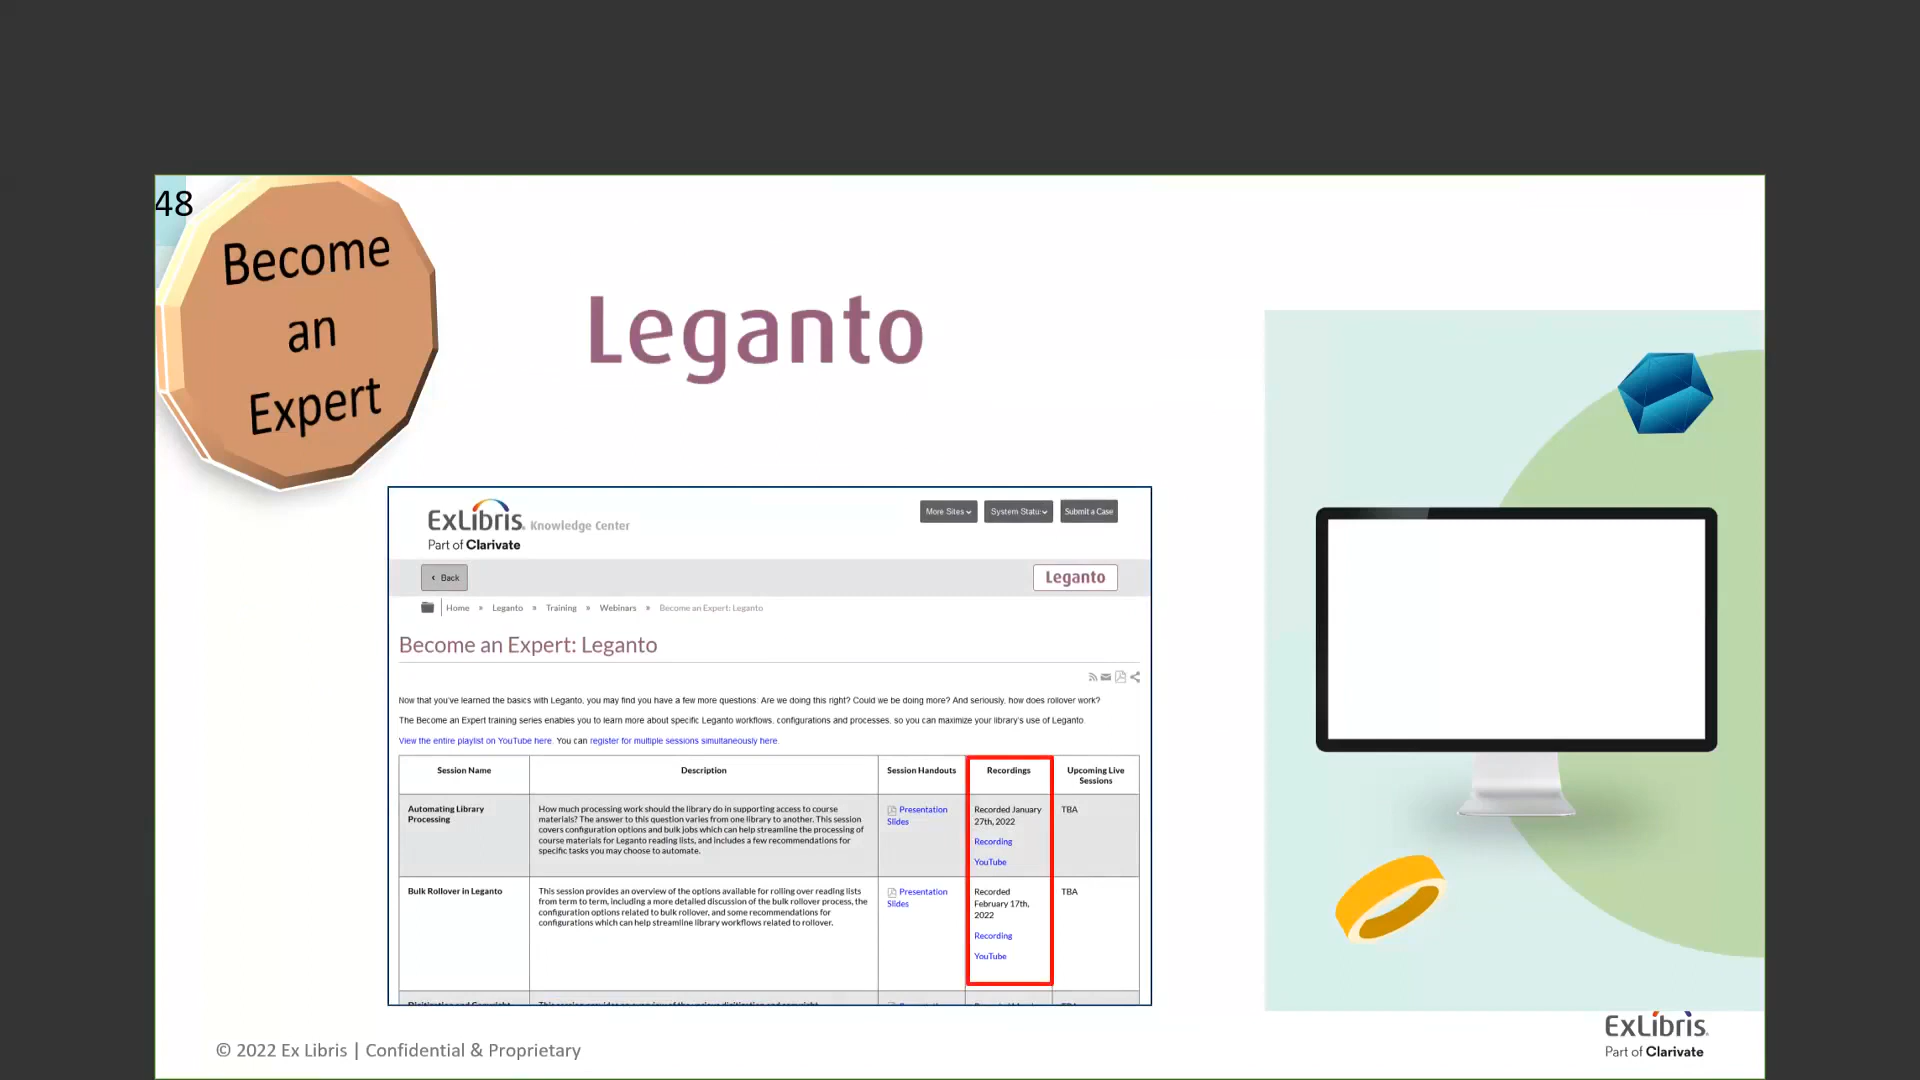 48
Become
an
Expert
Leganto
ExLibris Knowledge Center
Part of Clarivate
More Sites
System Statu
Submit a Case
‹ Back
Leganto
Home » Leganto » Training » Webinars » Become an Expert: Leganto
Become an Expert: Leganto
Now that you've learned the basics with Leganto, you may find you have a few more questions: Are we doing this right? Could we be doing more? And seriously, how does rollover work?
The Become an Expert training series enables you to learn more about specific Leganto workflows, configurations and processes, so you can maximize your library's use of Leganto.
View the entire playlist on YouTube here. You can register for multiple sessions simultaneously here.
Session Name
Description
Session Handouts
Recordings
Upcoming Live
Sessions
Automating Library
Processing
How much processing work should the library do in supporting access to course
materials? The answer to this question varies from one library to another. This session
covers configuration options and bulk jobs which can help streamline the processing of
course materials for Leganto reading lists, and includes a few recommendations for
specific tasks you may choose to automate.
Presentation
Slides
Recorded January
27th, 2022
Recording
YouTube
TBA
Bulk Rollover in Leganto
This session provides an overview of the options available for rolling over reading lists
from term to term, including a more detailed discussion of the bulk rollover process, the
configuration options related to bulk rollover, and some recommendations for
configurations which can help streamline library workflows related to rollover.
Presentation
Slides
Recorded
February 17th,
2022
Recording
YouTube
TBA
© 2022 Ex Libris | Confidential & Proprietary
ExLibris
Part of Clarivate